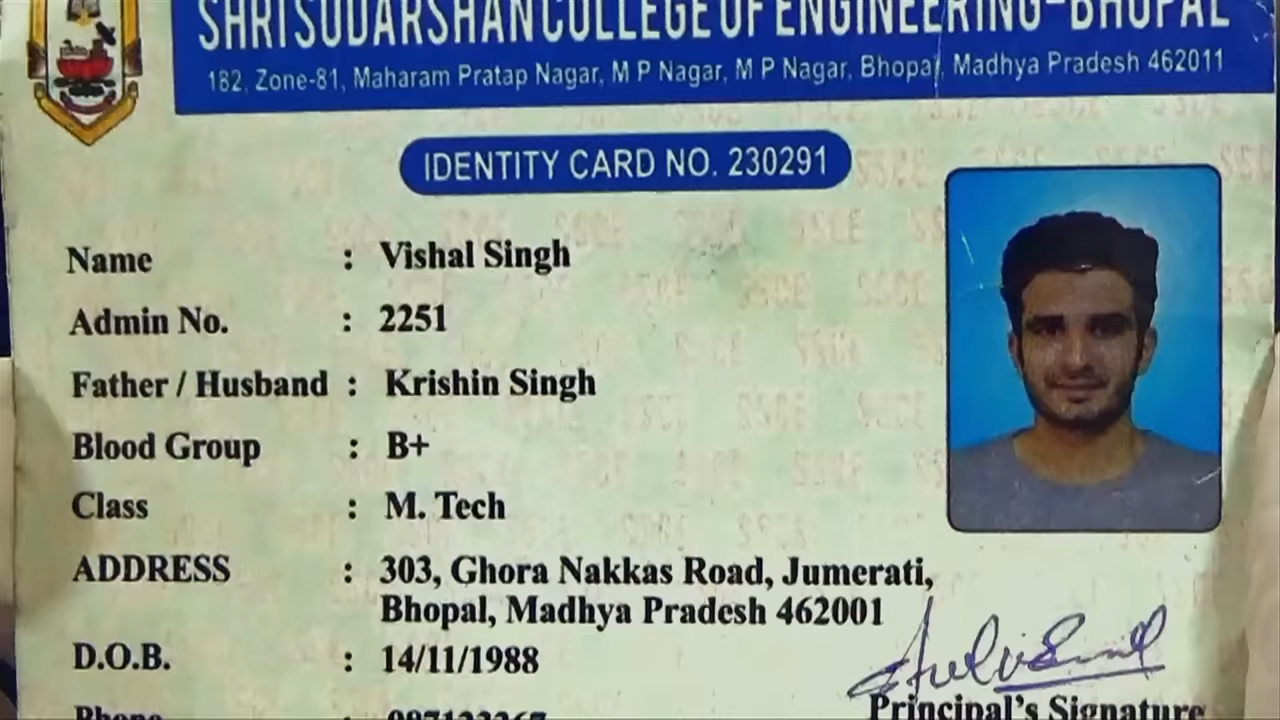 SHRI SUDARSHAN COLLEGE OF ENGINEERING-BHOPAL
182, Zone-81, Maharam Pratap Nagar, M P Nagar, M P Nagar, Bhopal, Madhya Pradesh 462011
IDENTITY CARD NO. 230291
Name : Vishal Singh
Admin No. : 2251
Father / Husband : Krishin Singh
Blood Group : B+
Class : M. Tech
ADDRESS : 303, Ghora Nakkas Road, Jumerati,
Bhopal, Madhya Pradesh 462001
D.O.B. : 14/11/1988
Phone :
Principal's Signature